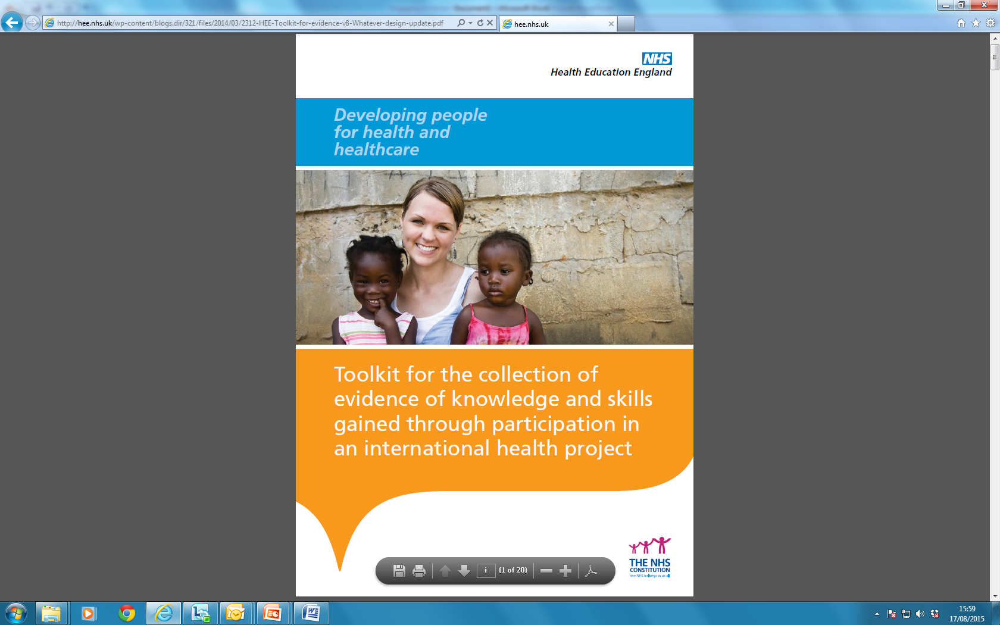 http://hee.nhs.uk/wp-content/blogs.dir/321/files/2014/03/2312-HEE-Toolkit-for-evidence-v8-Whatever-design-update.pdf
hee.nhs.uk
NHS
Health Education England
Developing people
for health and
healthcare
Toolkit for the collection of
evidence of knowledge and skills
gained through participation in
an international health project
THE NHS
CONSTITUTION
the NHS belongs to us all
i (1 of 20)
15:59
17/08/2015